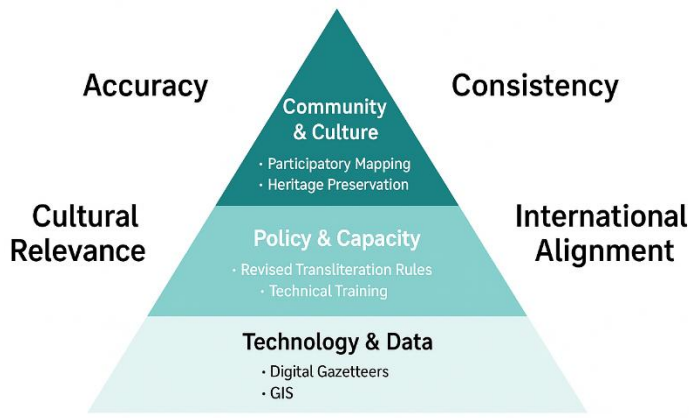 Accuracy
Consistency
Community
& Culture
· Participatory Mapping
· Heritage Preservation
Cultural
Relevance
International
Alignment
Policy & Capacity
· Revised Transliteration Rules
· Technical Training
Technology & Data
· Digital Gazetteers
· GIS